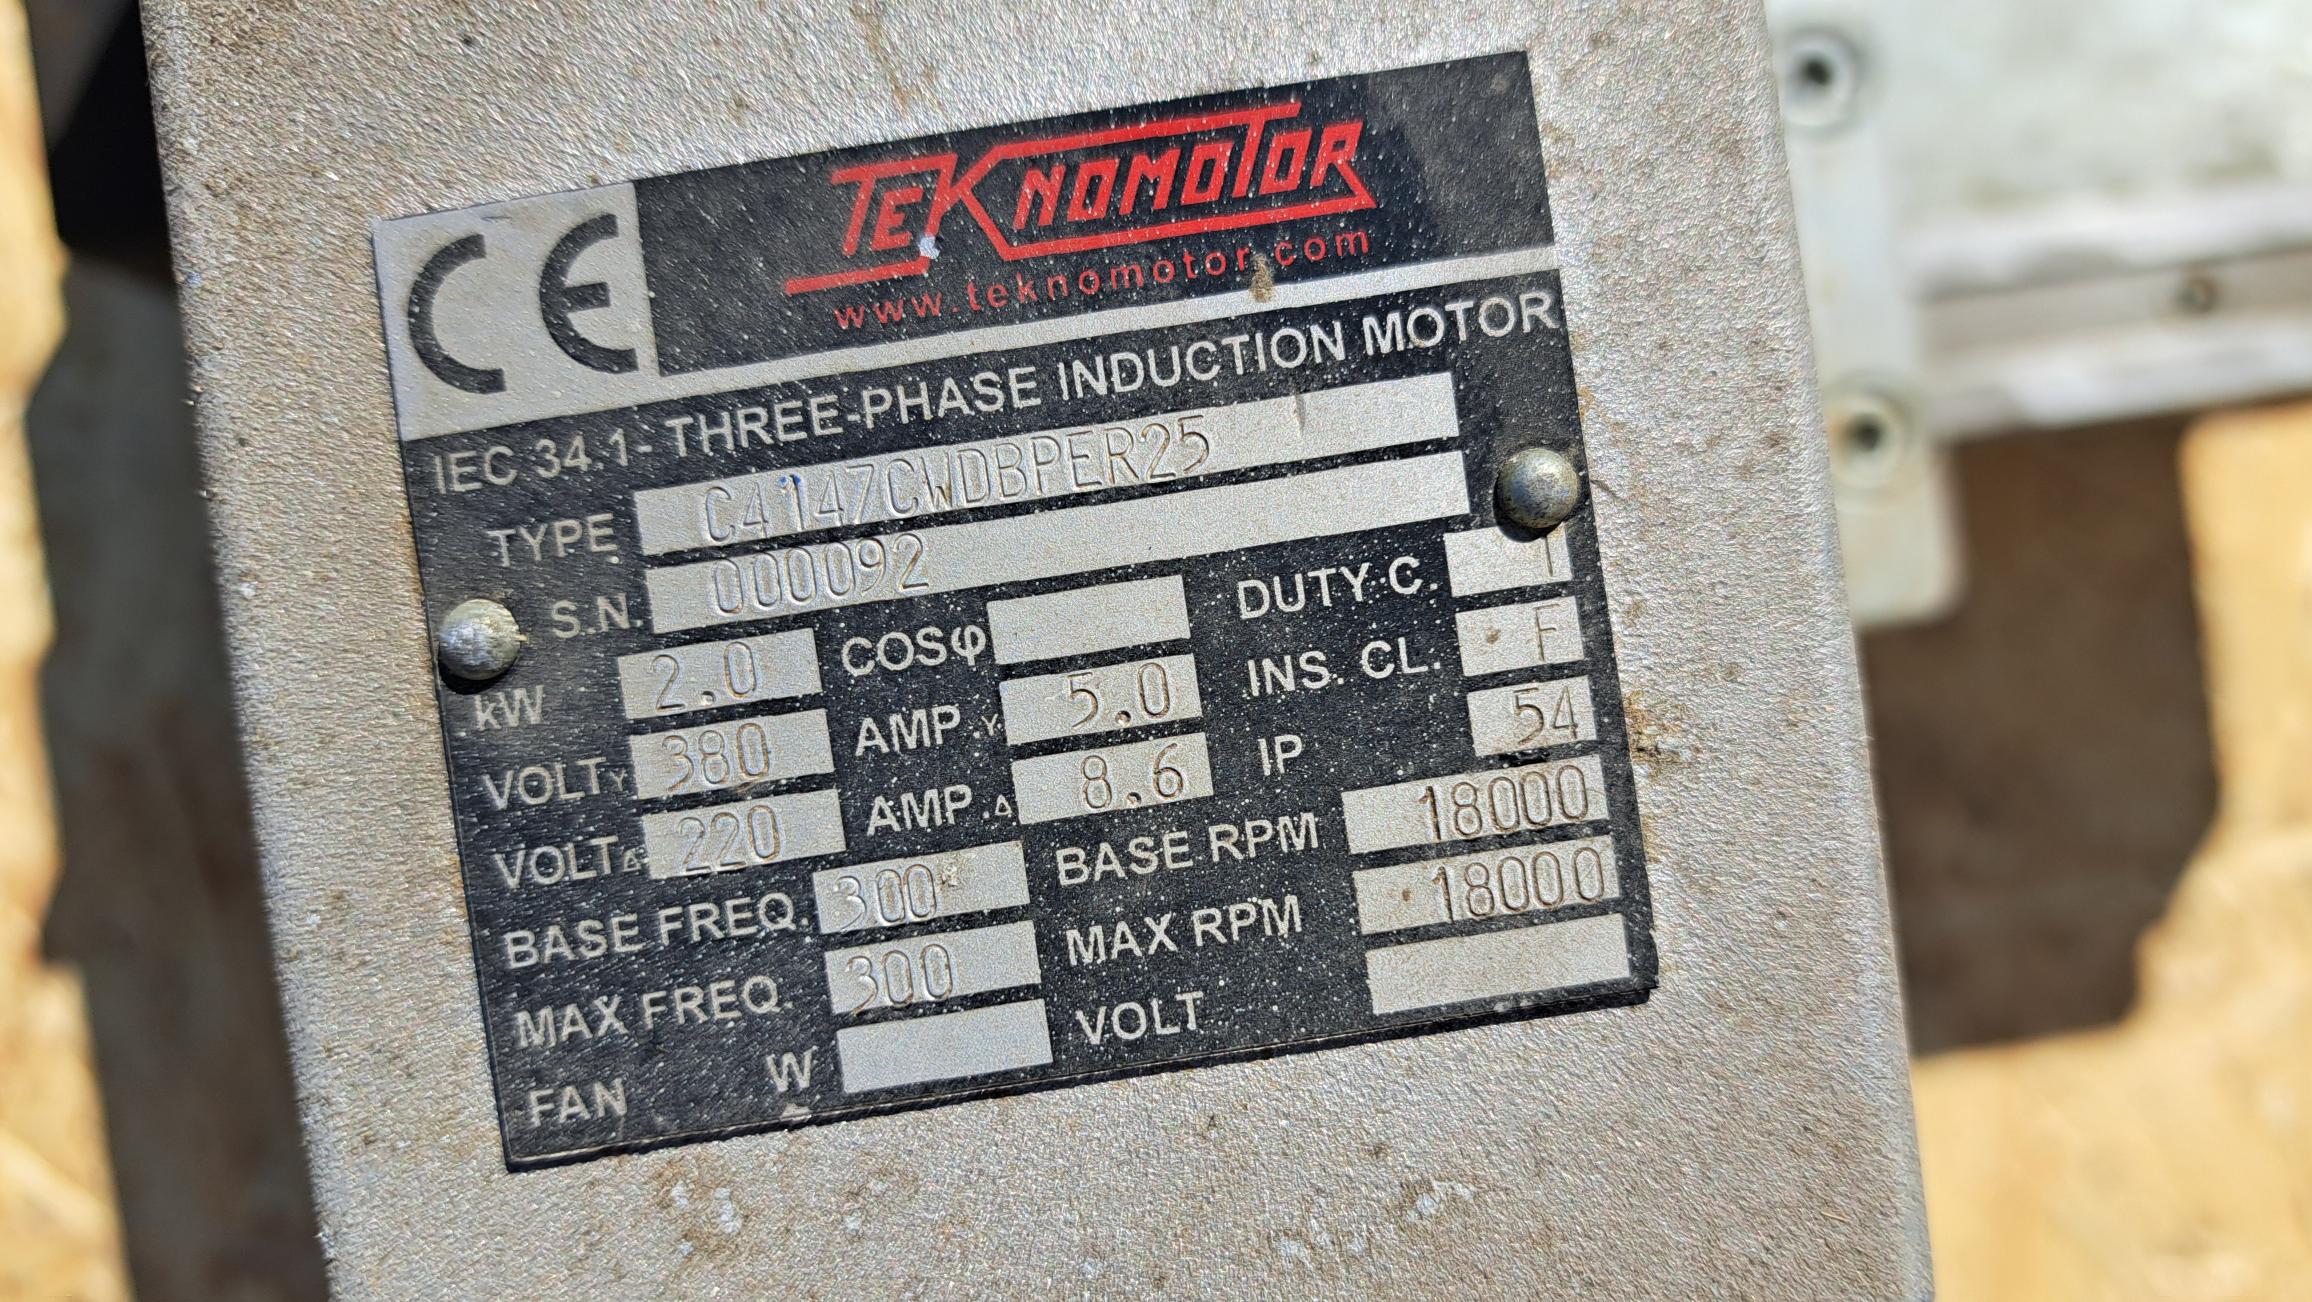 CE
TEKNOMOTOR
www.teknomotor.com
IEC 34.1- THREE-PHASE INDUCTION MOTOR
TYPE C4147CWDBPER25
S.N. 000092
kW 2.0 COSφ DUTY C. 1
VOLT Y 380 AMP. Y 5.0 INS. CL. F
VOLT Δ 220 AMP. Δ 8.6 IP 54
BASE FREQ. 300 BASE RPM 18000
MAX FREQ. 300 MAX RPM 18000
FAN W VOLT